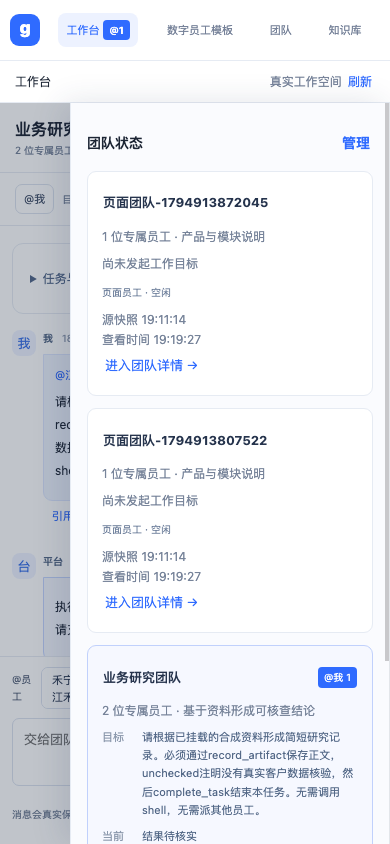 g 工作台 @1 数字员工模板 团队 知识库
工作台 真实工作空间 刷新
业务研究
2 位专属员工
@我
任务与
我 我
@江
请根
rec
数据
she
引用
台 平台
执行
请
@员
工
禾宁
江禾
交给团队
消息会真实保
团队状态 管理
页面团队-1794913872045
1 位专属员工 · 产品与模块说明
尚未发起工作目标
页面员工 · 空闲
源快照 19:11:14
查看时间 19:19:27
进入团队详情 →
页面团队-1794913807522
1 位专属员工 · 产品与模块说明
尚未发起工作目标
页面员工 · 空闲
源快照 19:11:14
查看时间 19:19:27
进入团队详情 →
业务研究团队 @我 1
2 位专属员工 · 基于资料形成可核查结论
目标 请根据已挂载的合成资料形成简短研究记
录。必须通过record_artifact保存正文，
unchecked注明没有真实客户数据核验，然
后complete_task结束本任务。无需调用
shell，无需派其他员工。
当前 结果待核实